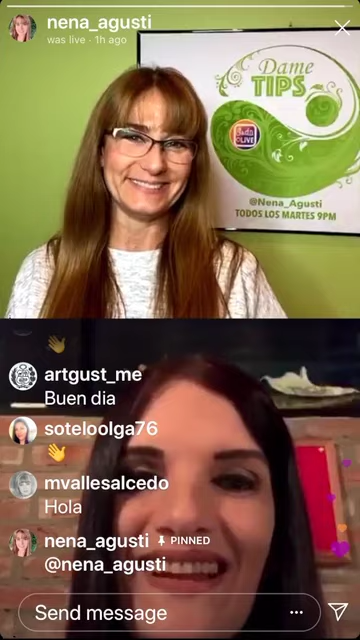 nena_agusti
was live · 1h ago
Dame
TIPS
LIVE
@Nena_Agusti
TODOS LOS MARTES 9PM
👋
artgust_me
Buen dia
soteloolga76
👋
mvallesalcedo
Hola
nena_agusti PINNED
@nena_agusti
Send message